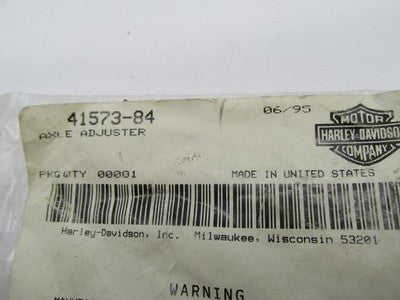 41573-84 06/95
AXLE ADJUSTER
MOTOR
HARLEY-DAVIDSON
COMPANY
PKGQTY 00001 MADE IN UNITED STATES
Harley-Davidson, Inc. Milwaukee, Wisconsin 53201
WARNING